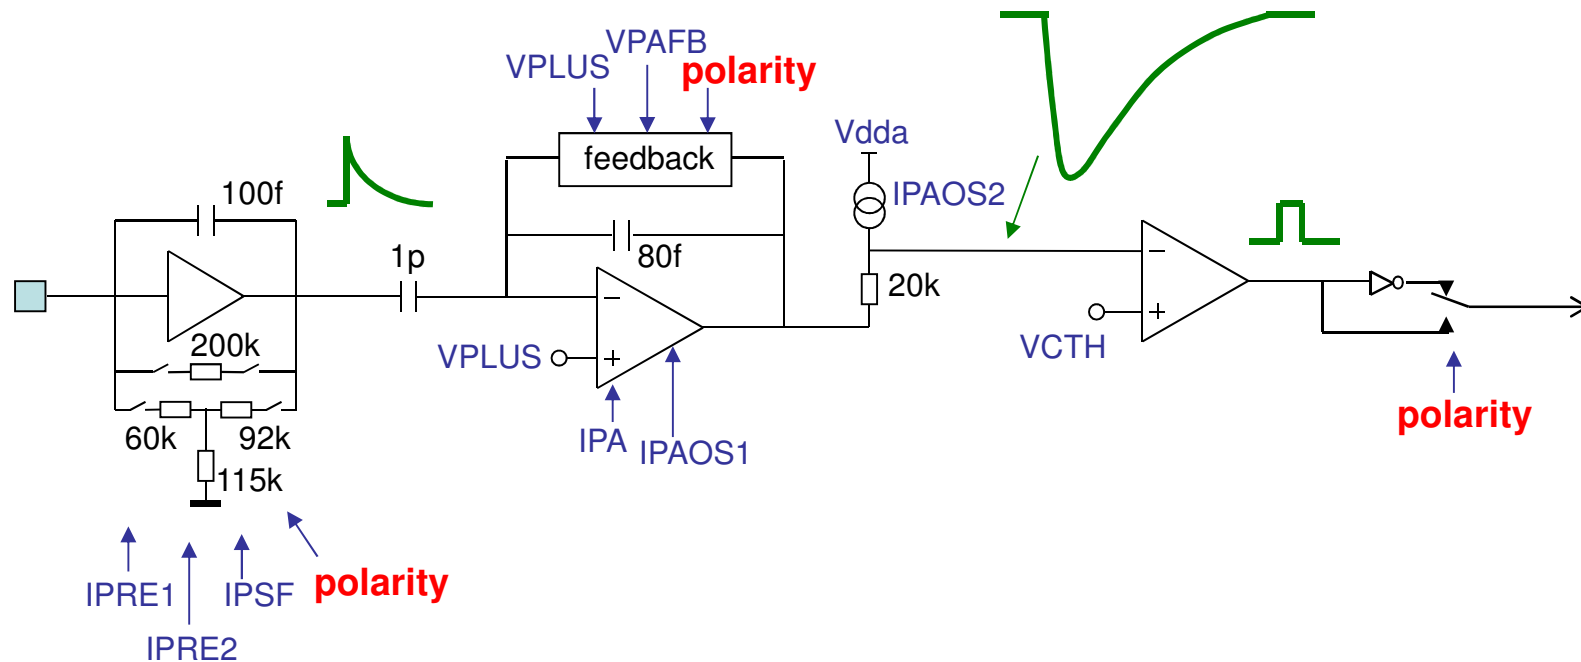 VPAFB
VPLUS
polarity
Vdda
feedback
100f
IPAOS2
1p
80f
20k
−
−
200k
VPLUS
+
VCTH
+
polarity
60k
92k
IPA
IPAOS1
115k
IPRE1
IPSF
polarity
IPRE2